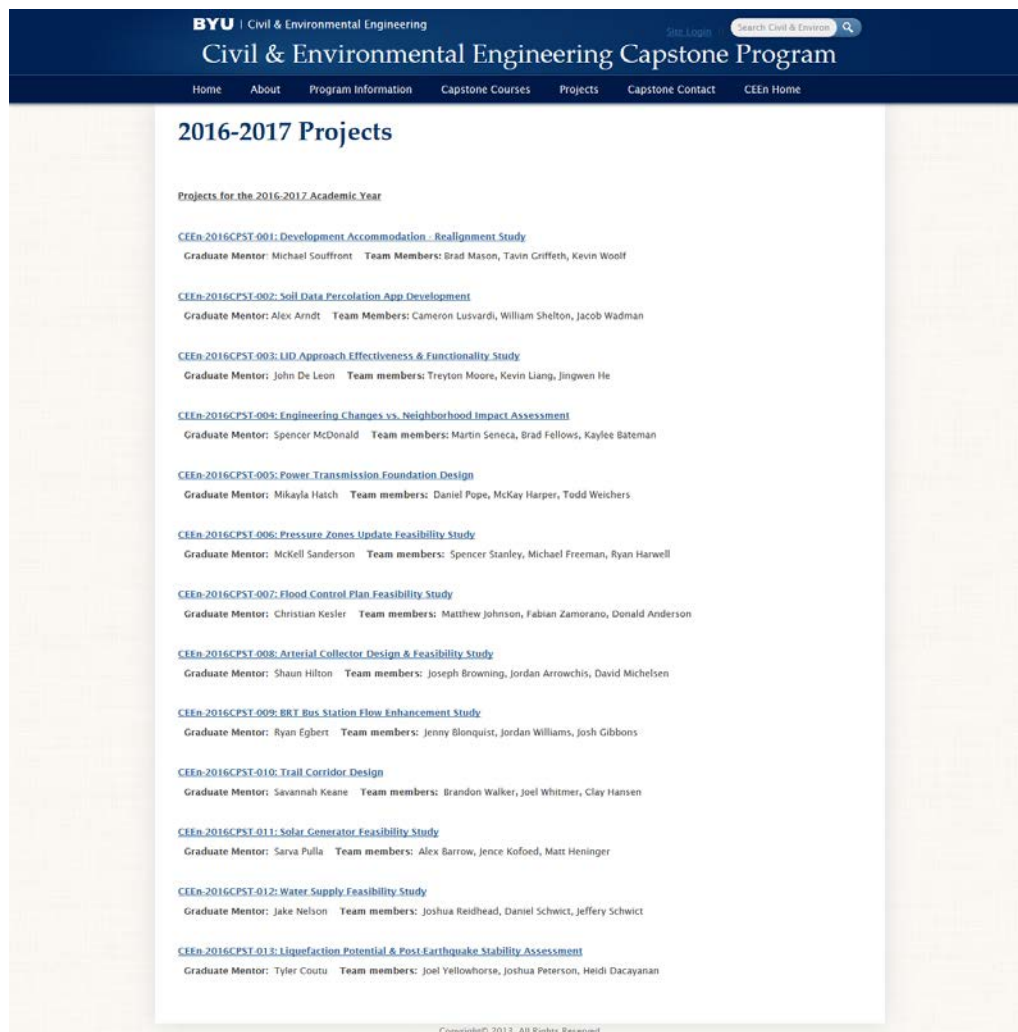 BYU | Civil & Environmental Engineering
Site Login
Search Civil & Environ
Civil & Environmental Engineering Capstone Program
Home About Program Information Capstone Courses Projects Capstone Contact CEEn Home
2016-2017 Projects
Projects for the 2016-2017 Academic Year
CEEn-2016CPST-001: Development Accommodation - Realignment Study
Graduate Mentor: Michael Souffront Team Members: Brad Mason, Tavin Griffeth, Kevin Woolf
CEEn-2016CPST-002: Soil Data Percolation App Development
Graduate Mentor: Alex Arndt Team Members: Cameron Lusvardi, William Shelton, Jacob Wadman
CEEn-2016CPST-003: LID Approach Effectiveness & Functionality Study
Graduate Mentor: John De Leon Team members: Treyton Moore, Kevin Liang, Jingwen He
CEEn-2016CPST-004: Engineering Changes vs. Neighborhood Impact Assessment
Graduate Mentor: Spencer McDonald Team members: Martin Seneca, Brad Fellows, Kaylee Bateman
CEEn-2016CPST-005: Power Transmission Foundation Design
Graduate Mentor: Mikayla Hatch Team members: Daniel Pope, McKay Harper, Todd Weichers
CEEn-2016CPST-006: Pressure Zones Update Feasibility Study
Graduate Mentor: McKell Sanderson Team members: Spencer Stanley, Michael Freeman, Ryan Harwell
CEEn-2016CPST-007: Flood Control Plan Feasibility Study
Graduate Mentor: Christian Kesler Team members: Matthew Johnson, Fabian Zamorano, Donald Anderson
CEEn-2016CPST-008: Arterial Collector Design & Feasibility Study
Graduate Mentor: Shaun Hilton Team members: Joseph Browning, Jordan Arrowchis, David Michelsen
CEEn-2016CPST-009: BRT Bus Station Flow Enhancement Study
Graduate Mentor: Ryan Egbert Team members: Jenny Blonquist, Jordan Williams, Josh Gibbons
CEEn-2016CPST-010: Trail Corridor Design
Graduate Mentor: Savannah Keane Team members: Brandon Walker, Joel Whitmer, Clay Hansen
CEEn-2016CPST-011: Solar Generator Feasibility Study
Graduate Mentor: Sarva Pulla Team members: Alex Barrow, Jence Kofoed, Matt Heninger
CEEn-2016CPST-012: Water Supply Feasibility Study
Graduate Mentor: Jake Nelson Team members: Joshua Reidhead, Daniel Schwict, Jeffery Schwict
CEEn-2016CPST-013: Liquefaction Potential & Post-Earthquake Stability Assessment
Graduate Mentor: Tyler Coutu Team members: Joel Yellowhorse, Joshua Peterson, Heidi Dacayanan
Copyright© 2013, All Rights Reserved